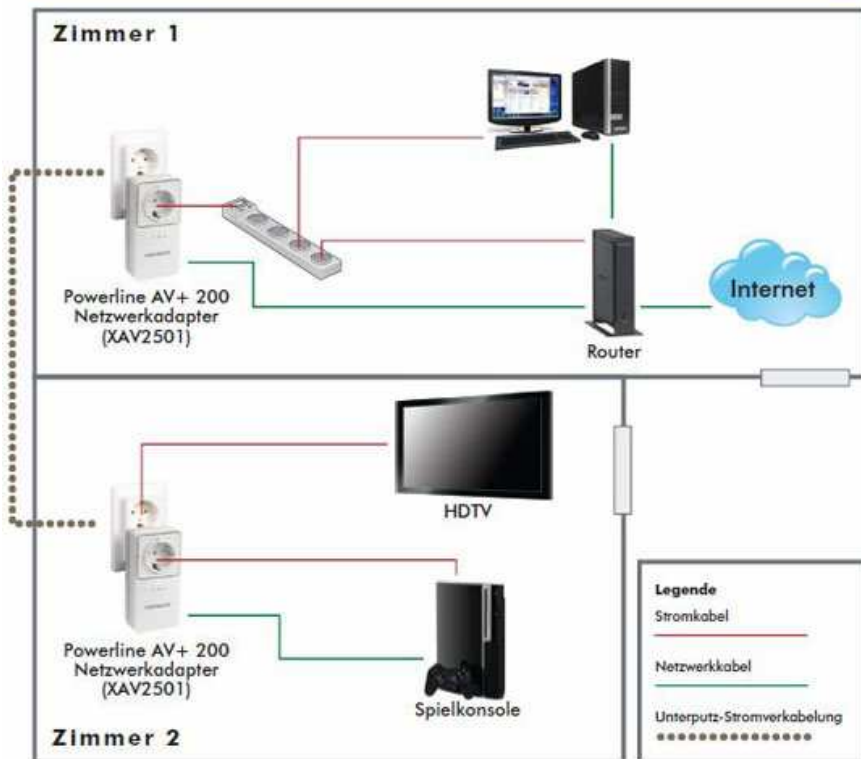 Zimmer 1
Powerline AV+ 200
Netzwerkadapter
(XAV2501)
Router
Internet
HDTV
Powerline AV+ 200
Netzwerkadapter
(XAV2501)
Spielkonsole
Zimmer 2
Legende
Stromkabel
Netzwerkkabel
Unterputz-Stromverkabelung